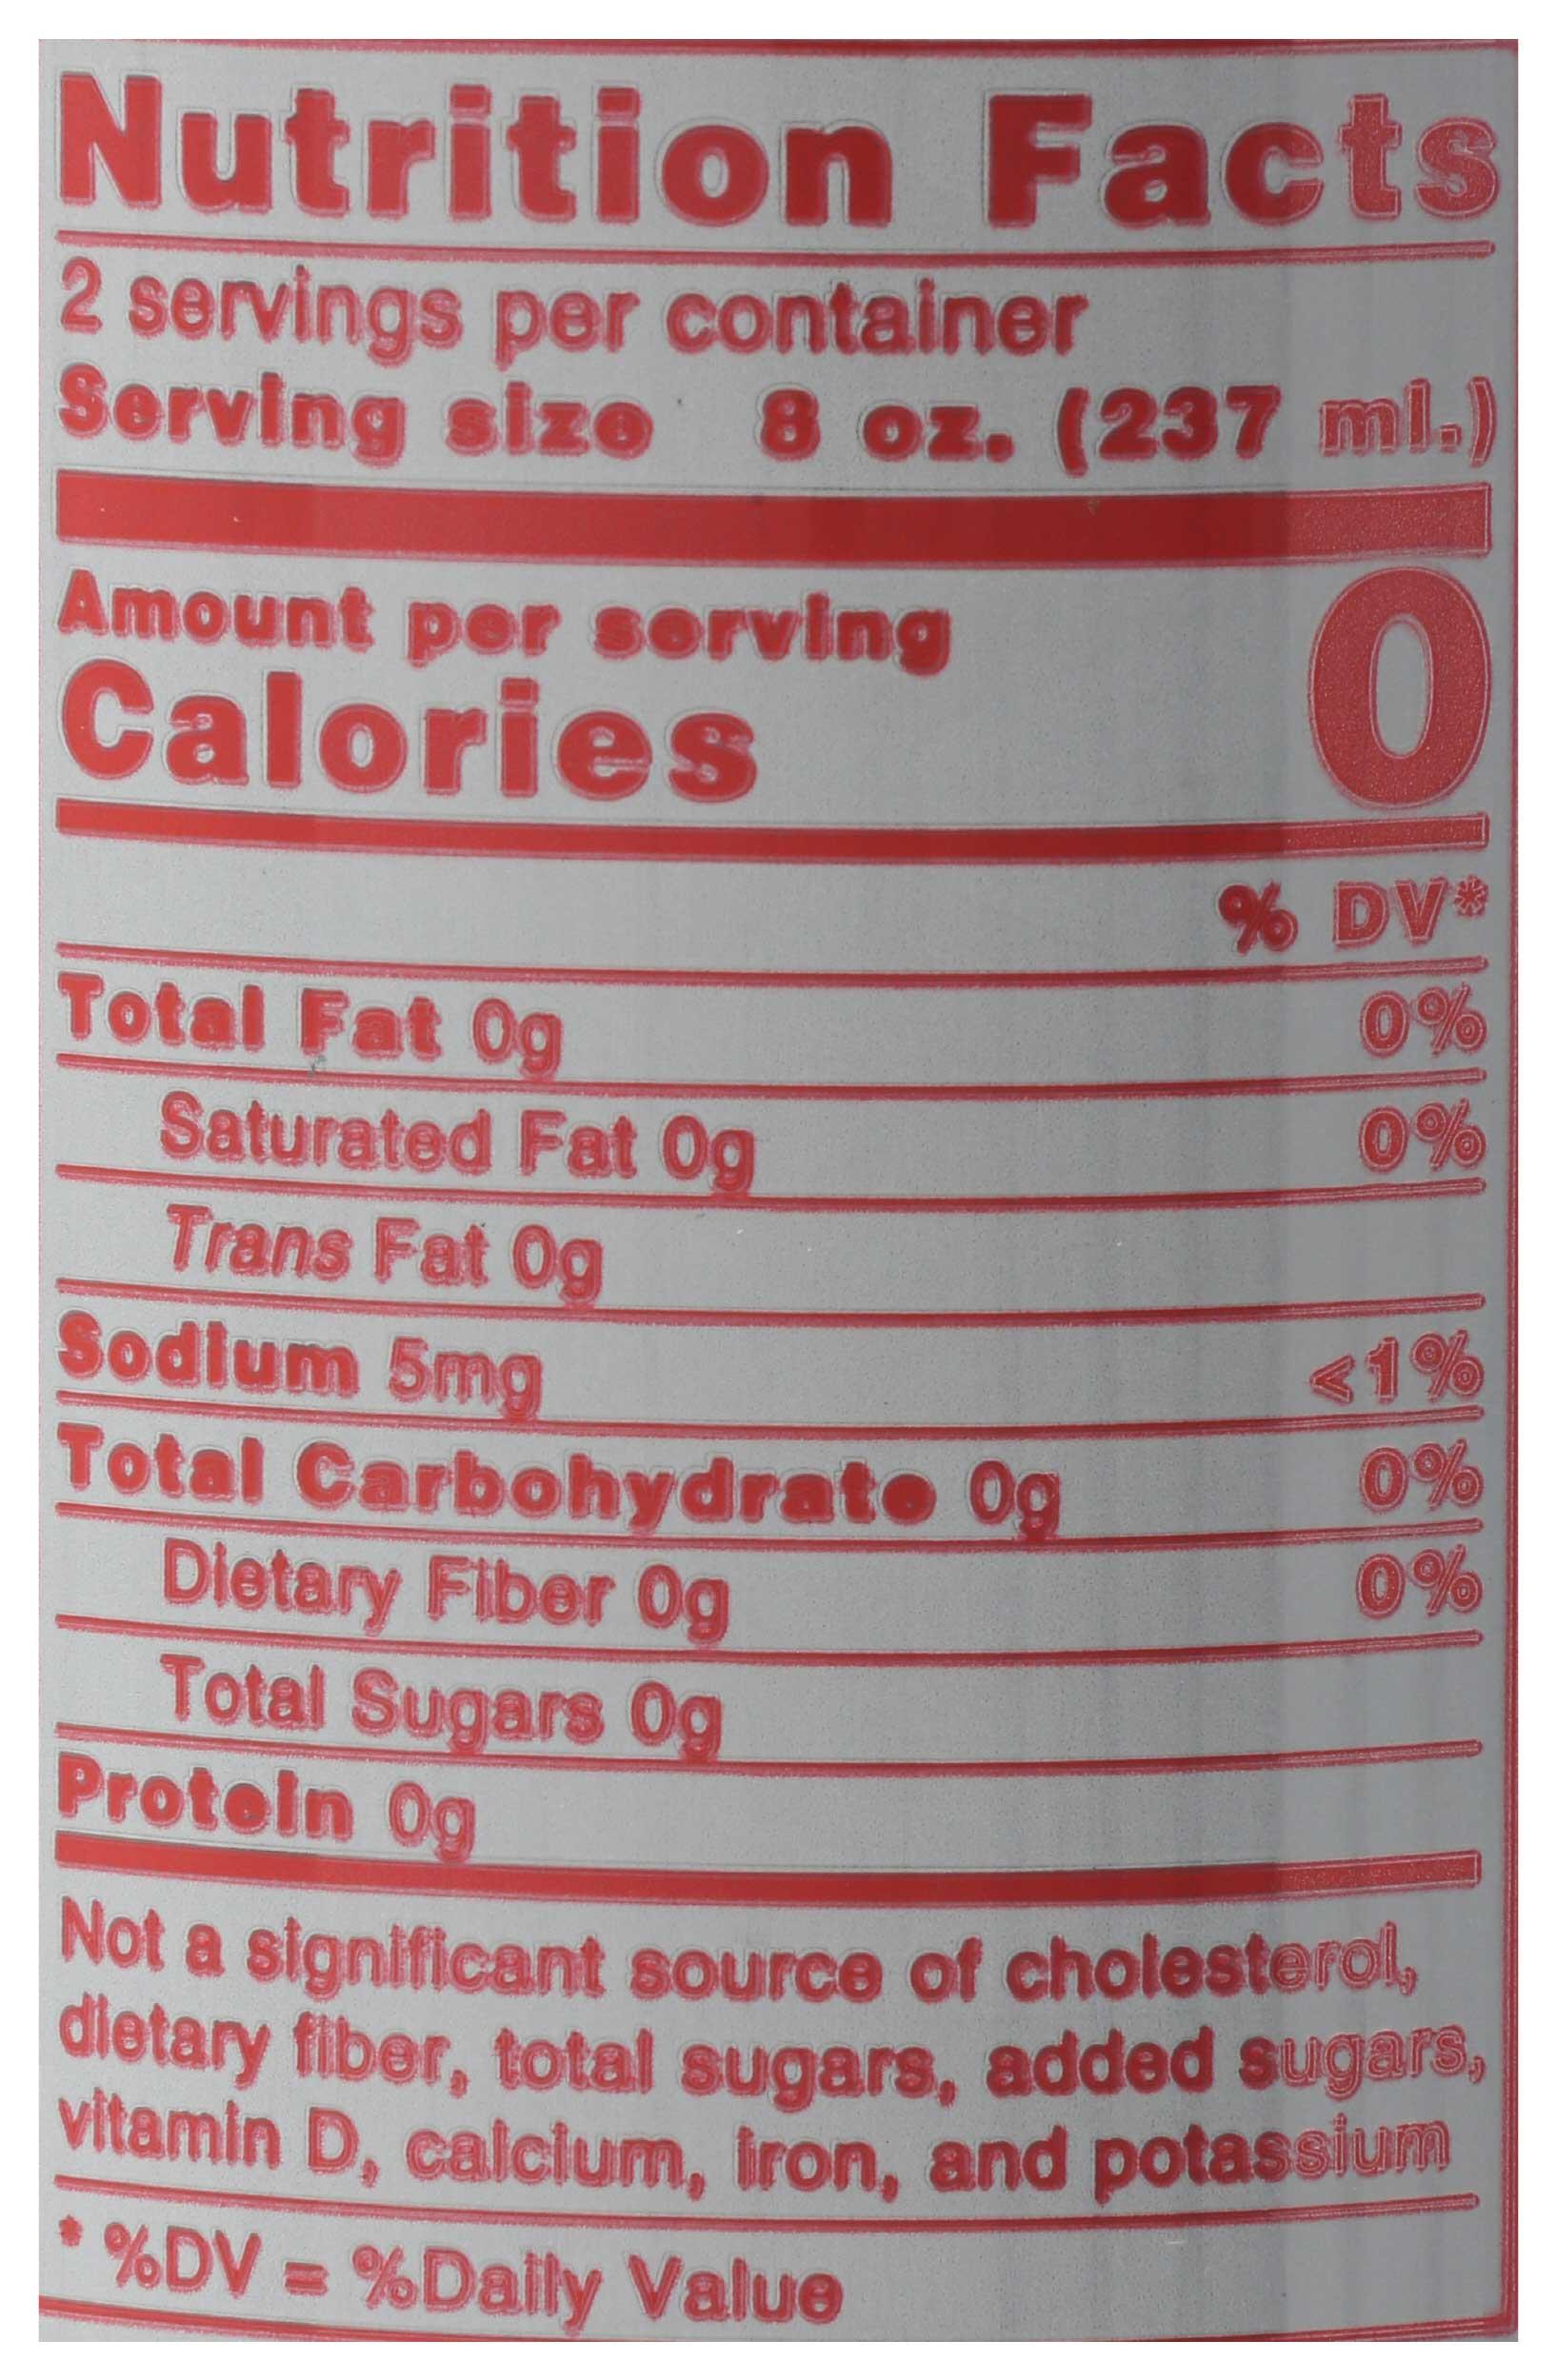 Nutrition Facts
2 servings per container
Serving size 8 oz. (237 ml.)
Amount per serving
Calories 0
% DV*
Total Fat 0g 0%
Saturated Fat 0g 0%
Trans Fat 0g
Sodium 5mg <1%
Total Carbohydrate 0g 0%
Dietary Fiber 0g 0%
Total Sugars 0g
Protein 0g
Not a significant source of cholesterol,
dietary fiber, total sugars, added sugars,
vitamin D, calcium, iron, and potassium
* %DV = %Daily Value